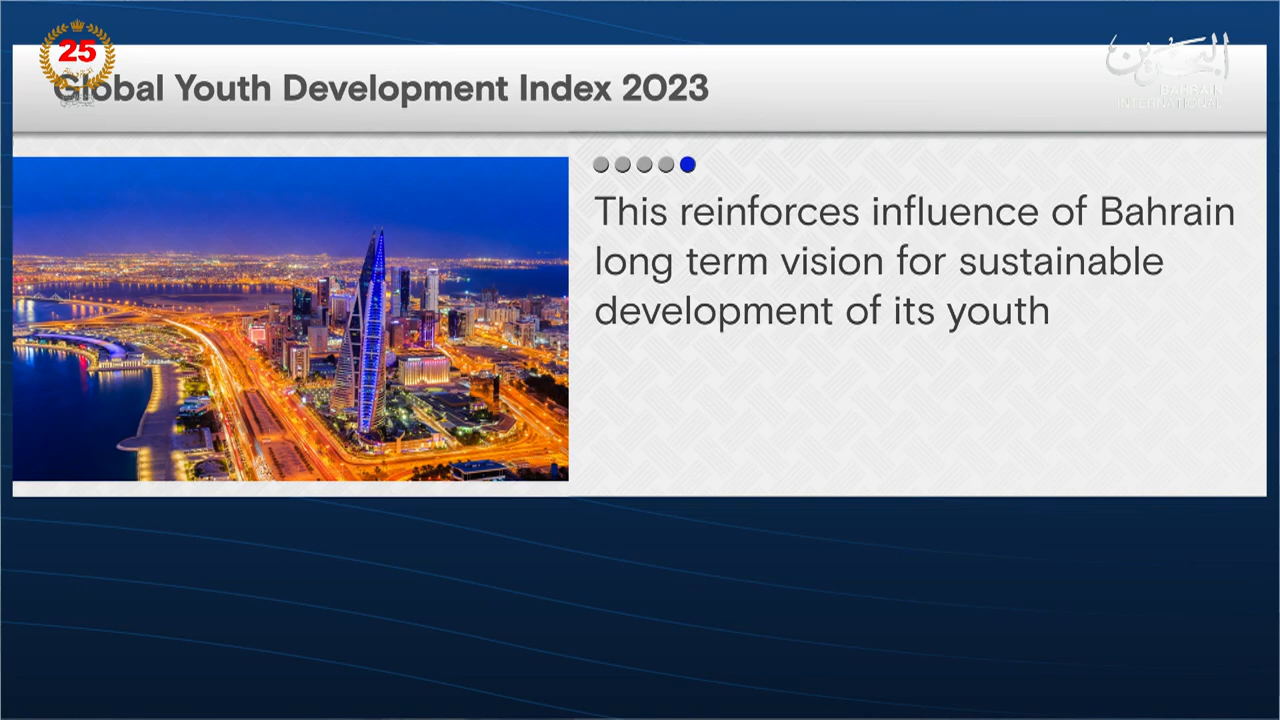 25
Global Youth Development Index 2023
البحرين
BAHRAIN
INTERNATIONAL
This reinforces influence of Bahrain
long term vision for sustainable
development of its youth